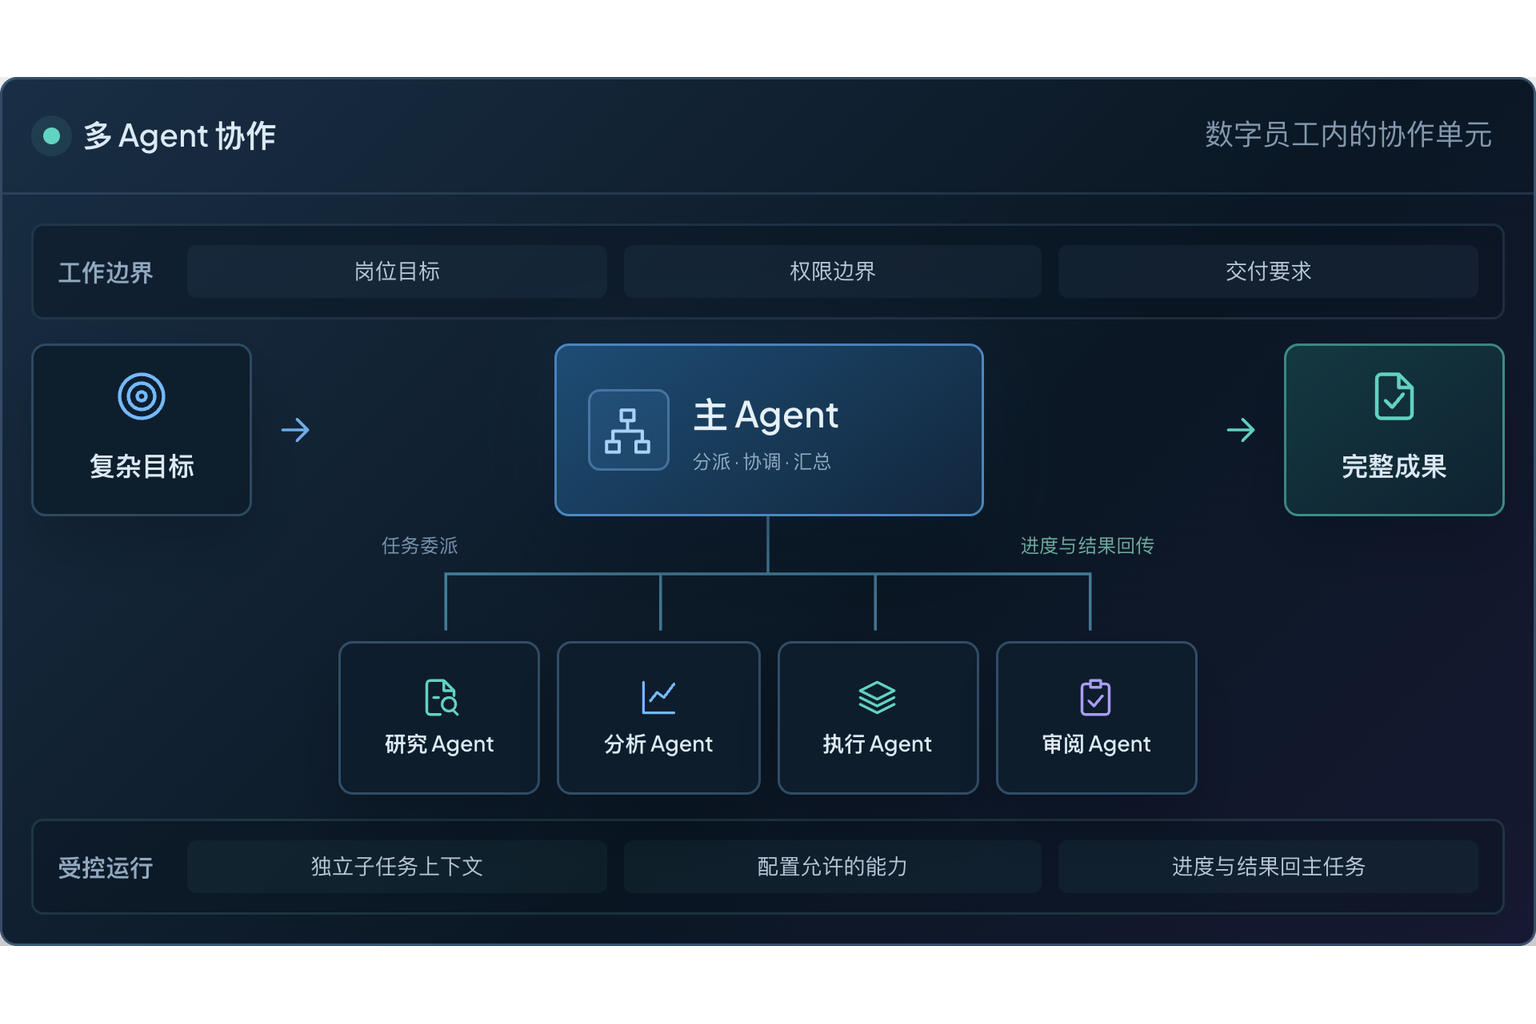 多 Agent 协作
数字员工内的协作单元
工作边界
岗位目标
权限边界
交付要求
复杂目标
主 Agent
分派 · 协调 · 汇总
完整成果
任务委派
进度与结果回传
研究 Agent
分析 Agent
执行 Agent
审阅 Agent
受控运行
独立子任务上下文
配置允许的能力
进度与结果回主任务